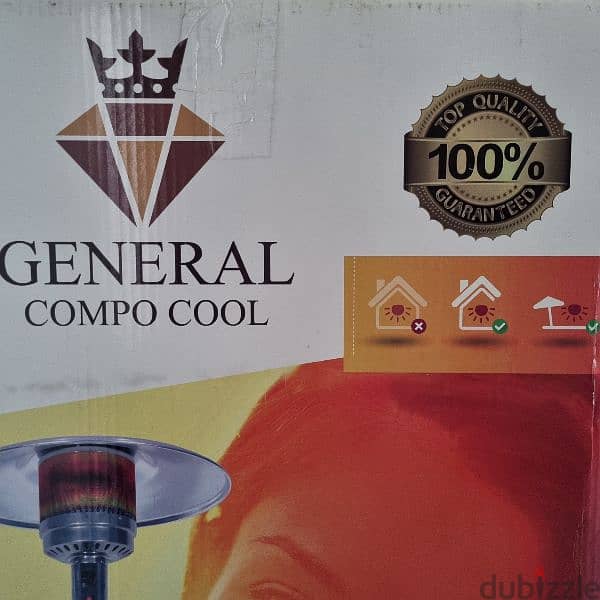 TOP QUALITY
100%
GUARANTEED
GENERAL
COMPO COOL
dubizzle